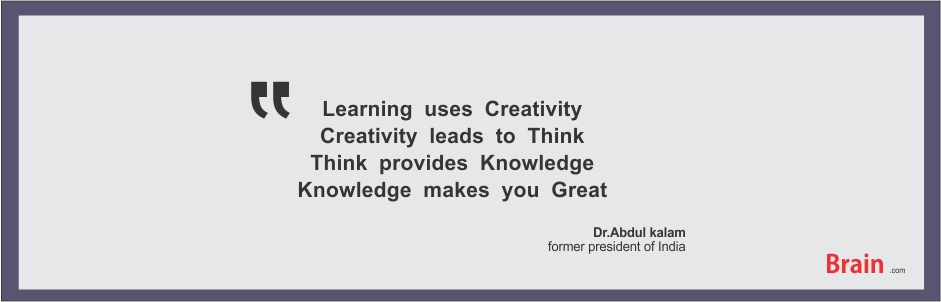 "
Learning uses Creativity
Creativity leads to Think
Think provides Knowledge
Knowledge makes you Great
Dr.Abdul kalam
former president of India
Brain .com